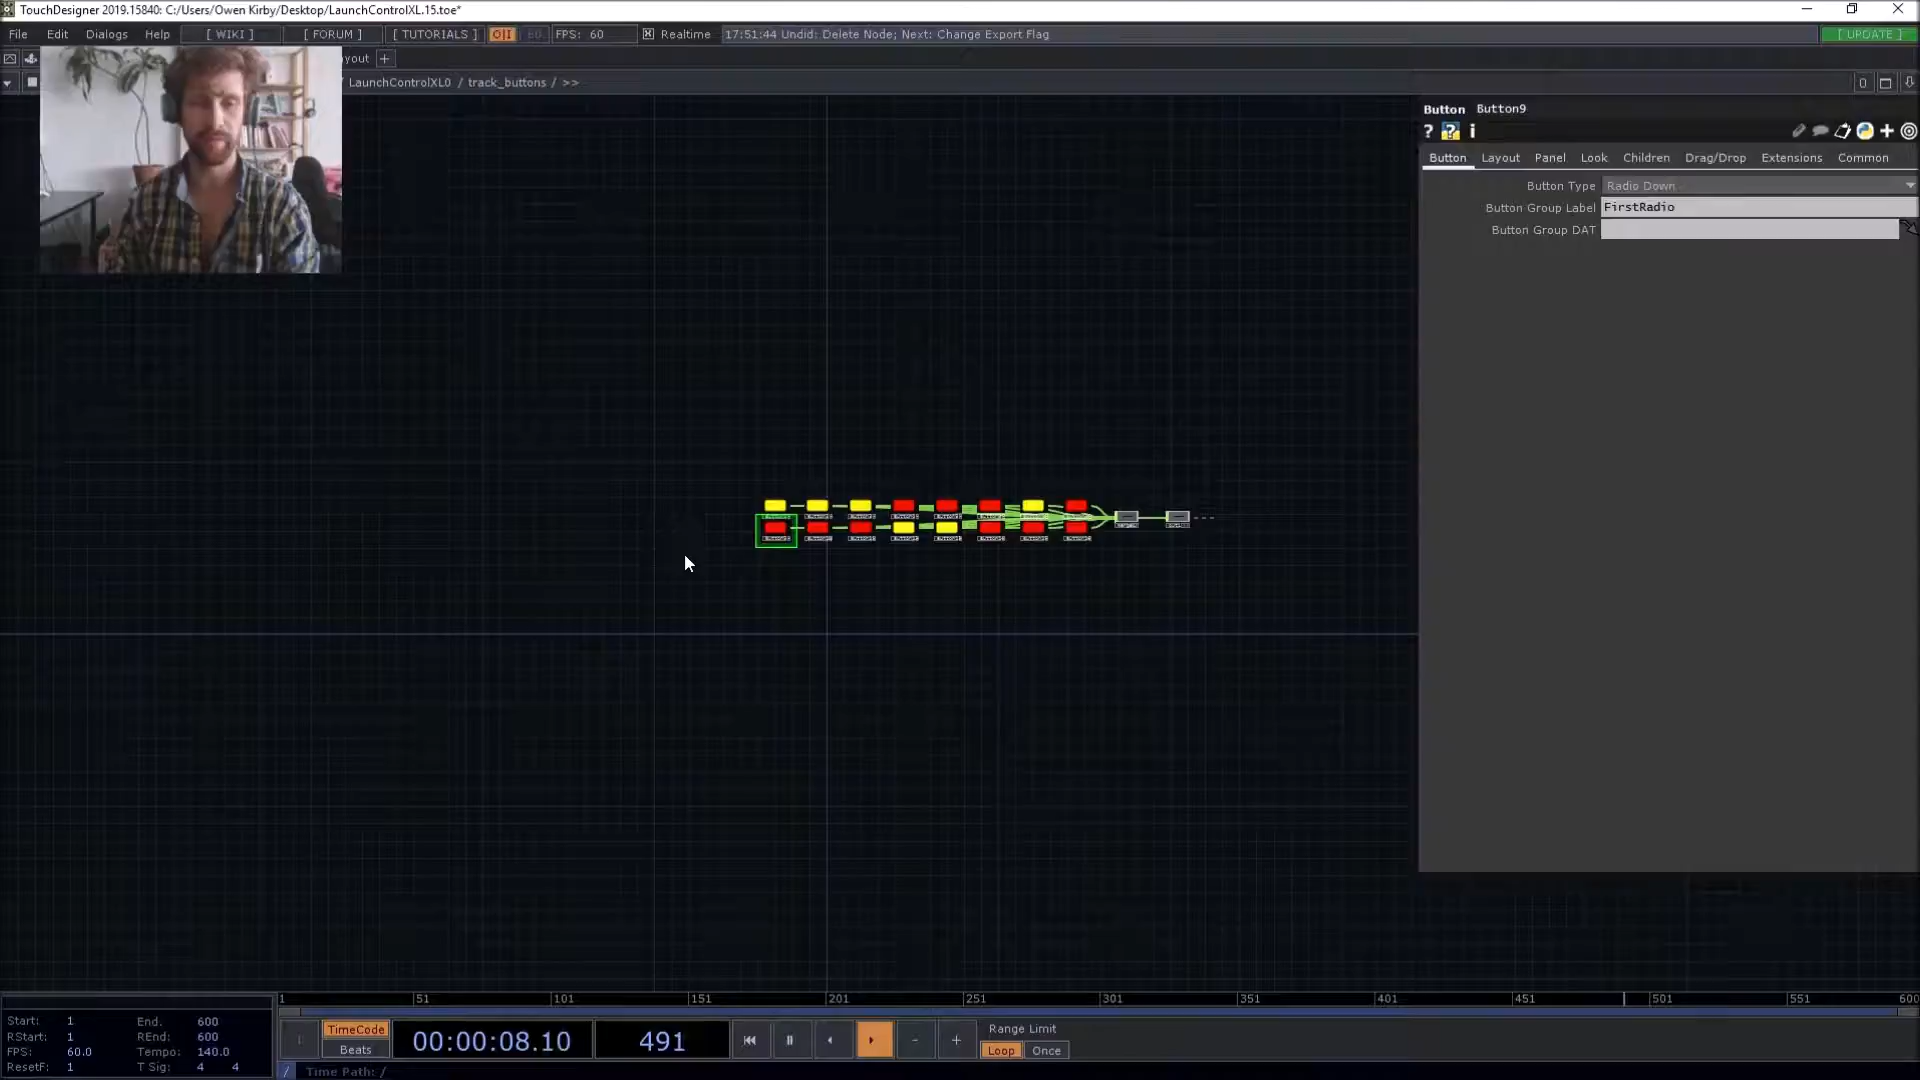 TouchDesigner 2019.15840: C:/Users/Owen Kirby/Desktop/LaunchControlXL.15.toe*
File Edit Dialogs Help [ WIKI ] [ FORUM ] [ TUTORIALS ] O|I FPS: 60 Realtime 17:51:44 Undid: Delete Node; Next: Change Export Flag [ UPDATE ]
yout +
/ LaunchControlXL0 / track_buttons / >>
0
Button Button9
? ? i
Button Layout Panel Look Children Drag/Drop Extensions Common
Button Type Radio Down
Button Group Label FirstRadio
Button Group DAT
1 51 101 151 201 251 301 351 401 451 501 551 600
Start: 1 End. 600
RStart: 1 REnd: 600
FPS: 60.0 Tempo: 140.0
ResetF: 1 T Sig: 4 4
TimeCode
Beats
00:00:08.10
491
- +
Range Limit
Loop Once
/ Time Path: /